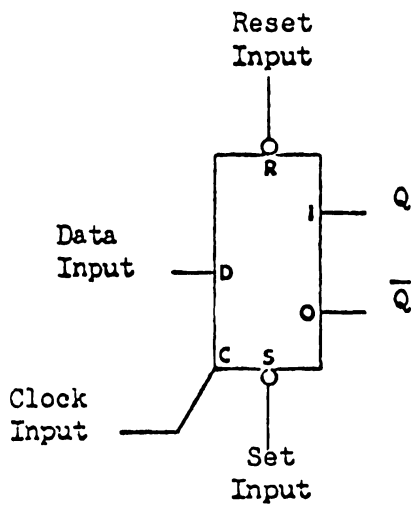 Reset
Input
R
1
Q
Data
Input
D
0
Q̅
C
S
Clock
Input
Set
Input